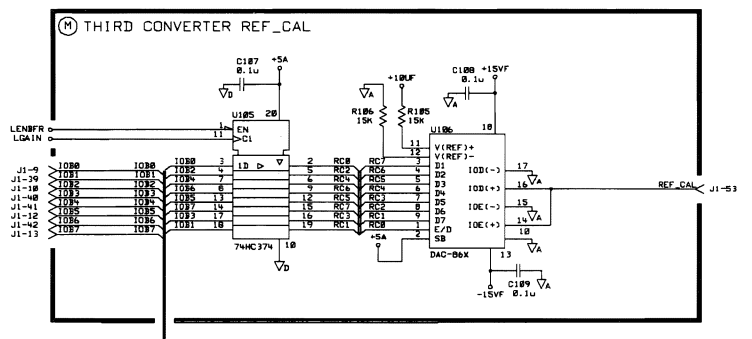 M THIRD CONVERTER REF_CAL
C107
0.1u
+5A
D
U105
20
LENBFR
1
EN
LGAIN
11
C1
J1-9 IOB0 IOB0 IOB0 3 1D 2 RC0
J1-39 IOB1 IOB1 IOB2 4 5 RC2
J1-10 IOB2 IOB2 IOB4 7 6 RC4
J1-40 IOB3 IOB3 IOB6 8 9 RC6
J1-41 IOB4 IOB4 IOB5 13 12 RC5
J1-12 IOB5 IOB5 IOB7 14 15 RC7
J1-42 IOB6 IOB6 IOB3 17 16 RC3
J1-13 IOB7 IOB7 IOB1 18 19 RC1
74HC374
10
D
+10UF
A
R106
15K
R105
15K
C108
0.1u
+15VF
A
U106
18
11 V(REF)+
12 V(REF)-
RC7 3 D1
RC6 4 D2
RC5 5 D3
RC4 6 D4
RC3 7 D5
RC2 8 D6
RC1 9 D7
RC0 1 E/D
+5A 2 SB
IOD(-) 17 A
IOD(+) 16
IOE(-) 15 A
IOE(+) 14
10 A
REF_CAL J1-53
DAC-86X
13
-15VF
C109
0.1u
A